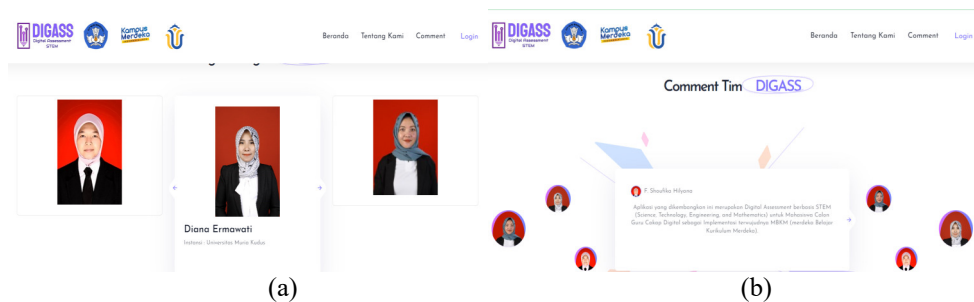 DIGASS
Digital Assessment
STEM
Kampus
Merdeka
Beranda Tentang Kami Comment Login
Diana Ermawati
Instansi : Universitas Muria Kudus
(a)
DIGASS
Digital Assessment
STEM
Kampus
Merdeka
Beranda Tentang Kami Comment Login
Comment Tim DIGASS
F. Shoufika Hilyana
Aplikasi yang dikembangkan ini merupakan Digital Assessment berbasis STEM
(Science, Technology, Engineering, and Mathematics) untuk Mahasiswa Calon
Guru Cakap Digital sebagai Implementasi terwujudnya MBKM (merdeka Belajar
Kurikulum Merdeka).
(b)